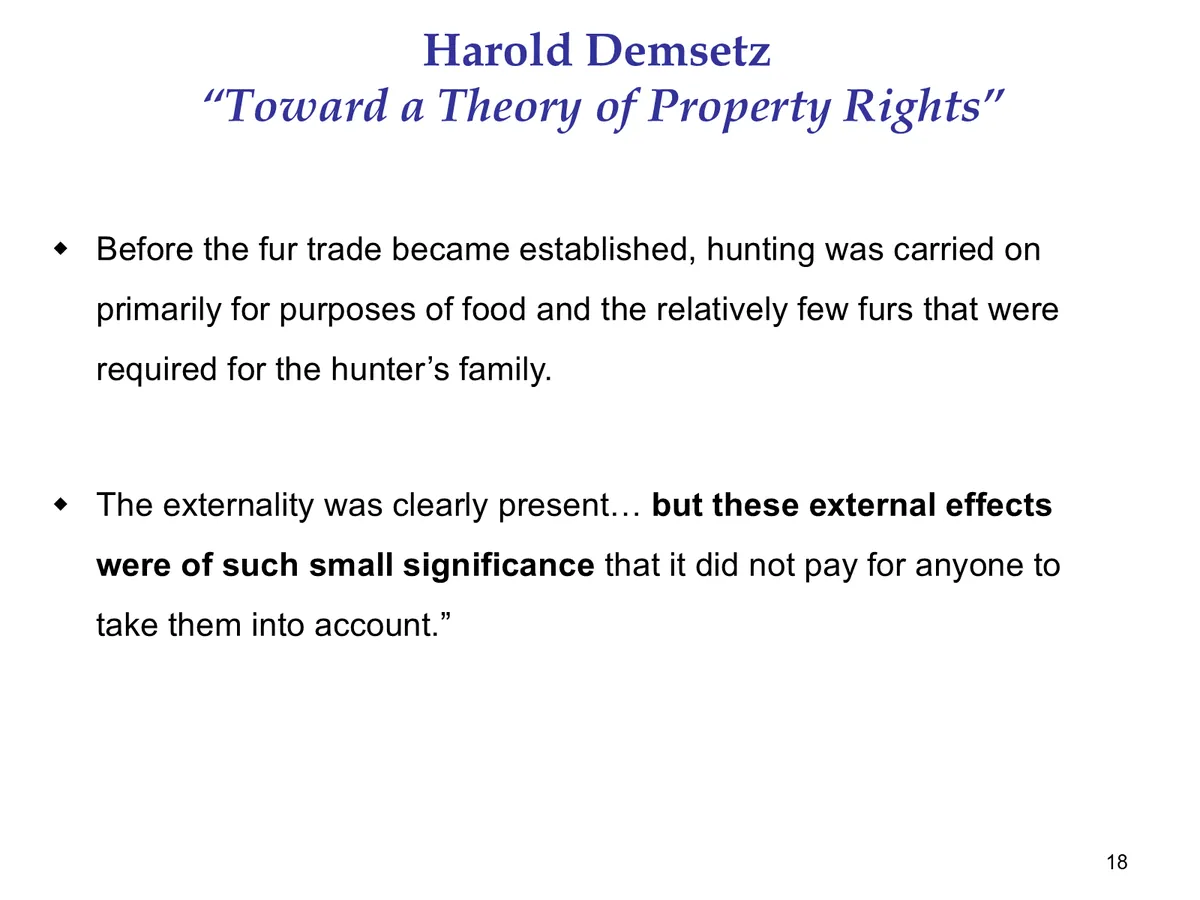 Harold Demsetz
“Toward a Theory of Property Rights”
◆ Before the fur trade became established, hunting was carried on
primarily for purposes of food and the relatively few furs that were
required for the hunter’s family.
◆ The externality was clearly present… but these external effects
were of such small significance that it did not pay for anyone to
take them into account.”
18